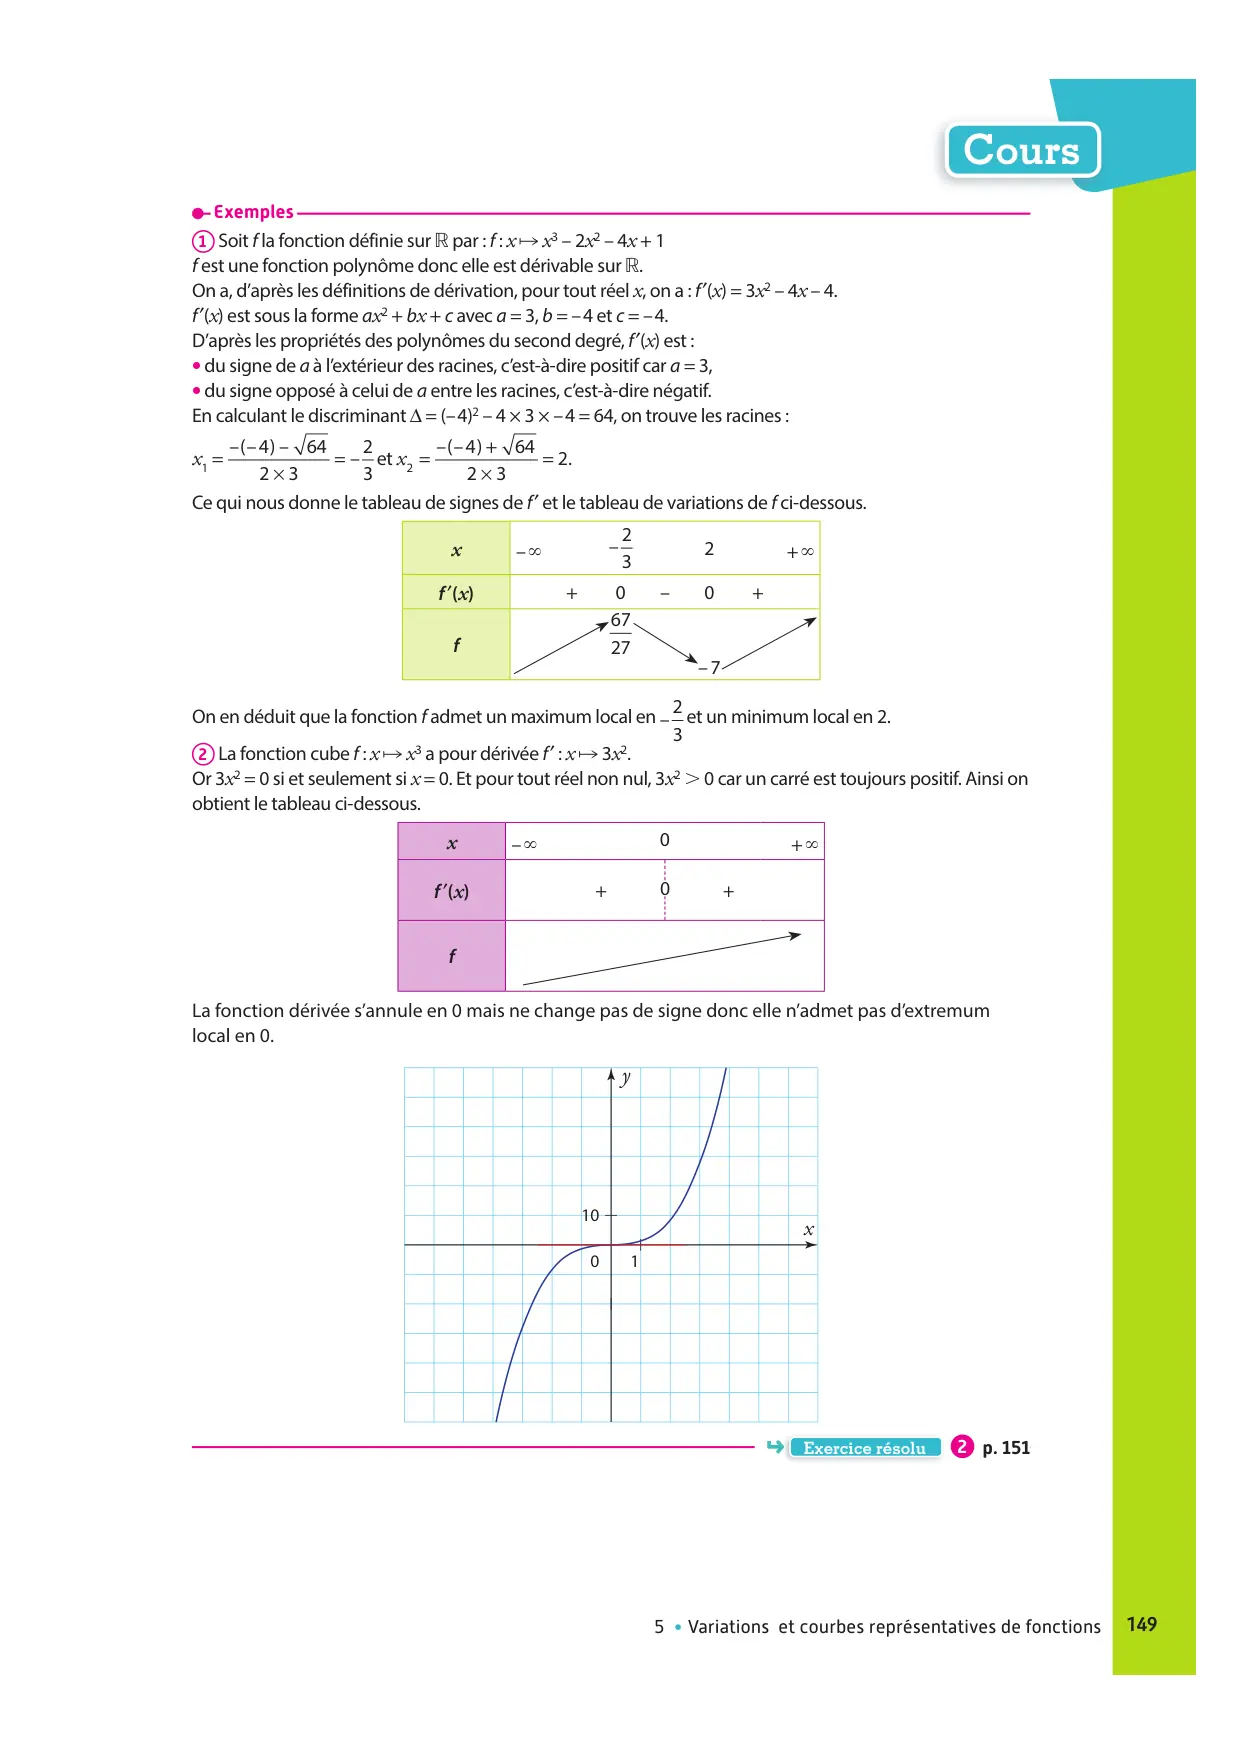 Cours
Exemples
1 Soit f la fonction définie sur ℝ par : f : x ↦ x³ – 2x² – 4x + 1
f est une fonction polynôme donc elle est dérivable sur ℝ.
On a, d’après les définitions de dérivation, pour tout réel x, on a : f′(x) = 3x² – 4x – 4.
f′(x) est sous la forme ax² + bx + c avec a = 3, b = – 4 et c = – 4.
D’après les propriétés des polynômes du second degré, f′(x) est :
• du signe de a à l’extérieur des racines, c’est-à-dire positif car a = 3,
• du signe opposé à celui de a entre les racines, c’est-à-dire négatif.
En calculant le discriminant Δ = (– 4)² – 4 × 3 × – 4 = 64, on trouve les racines :
x₁ = (–(– 4) – √64)/(2 × 3) = – 2/3 et x₂ = (–(– 4) + √64)/(2 × 3) = 2.
Ce qui nous donne le tableau de signes de f′ et le tableau de variations de f ci-dessous.
x – ∞ – 2/3 2 + ∞
f′(x) + 0 – 0 +
f 67/27 – 7
On en déduit que la fonction f admet un maximum local en – 2/3 et un minimum local en 2.
2 La fonction cube f : x ↦ x³ a pour dérivée f′ : x ↦ 3x².
Or 3x² = 0 si et seulement si x = 0. Et pour tout réel non nul, 3x² > 0 car un carré est toujours positif. Ainsi on
obtient le tableau ci-dessous.
x – ∞ 0 + ∞
f′(x) + 0 +
f
La fonction dérivée s’annule en 0 mais ne change pas de signe donc elle n’admet pas d’extremum
local en 0.
y
10
x
0 1
Exercice résolu 2 p. 151
5 • Variations et courbes représentatives de fonctions 149